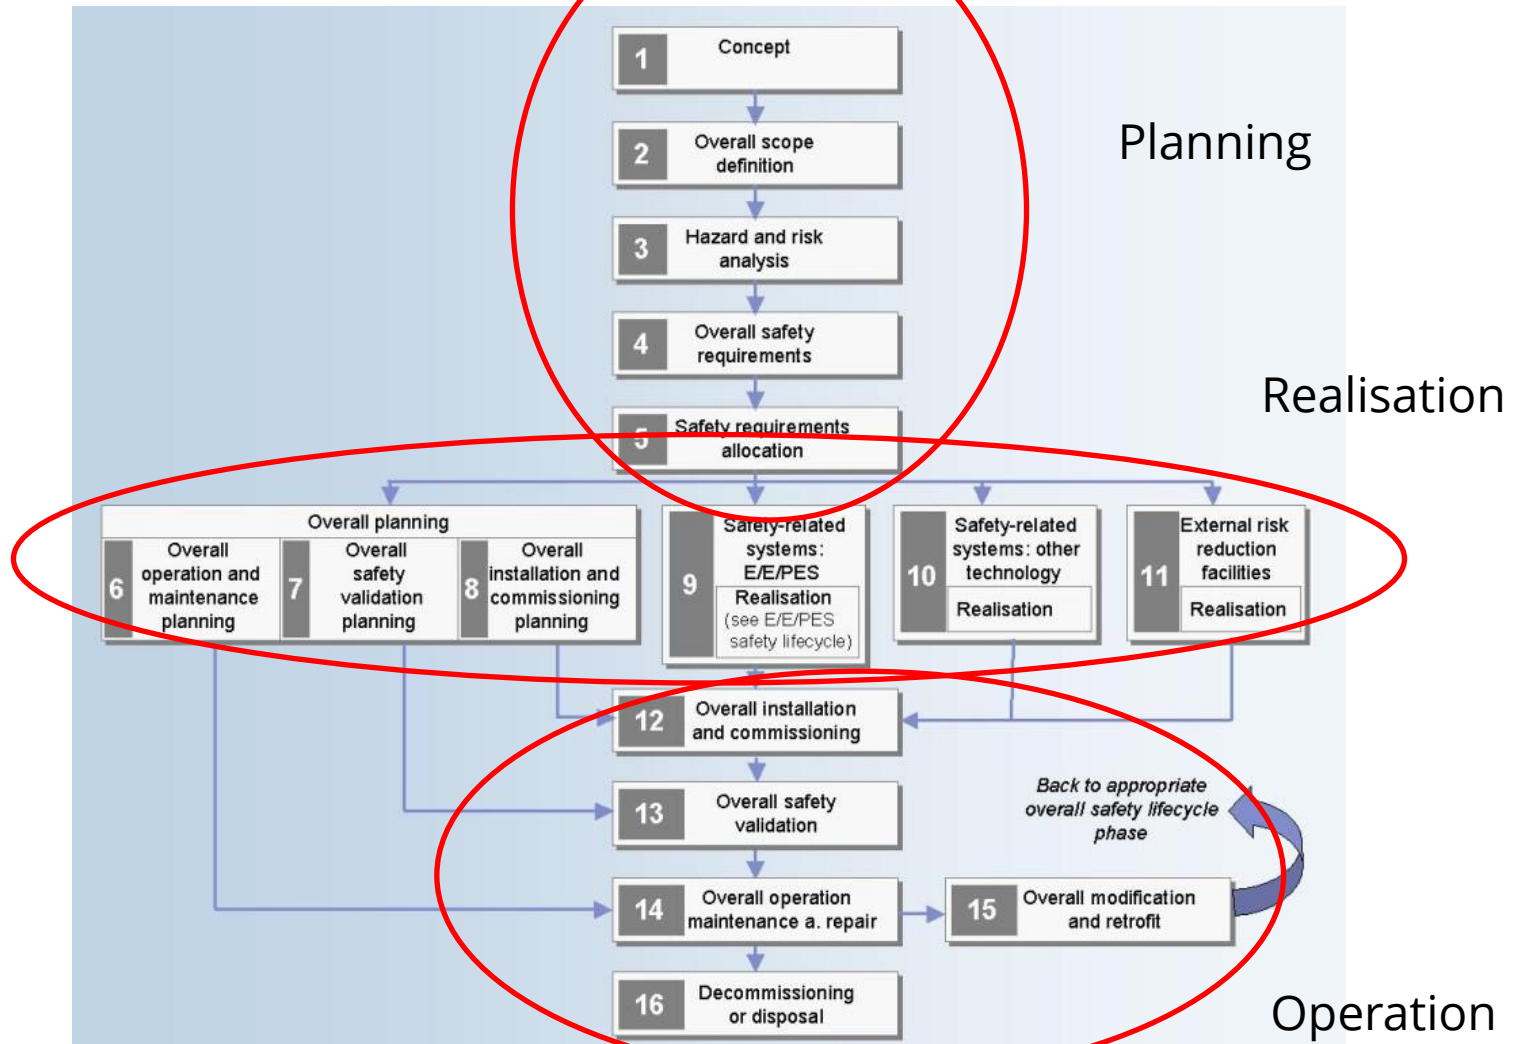 1
Concept
Planning
2
Overall scope
definition
3
Hazard and risk
analysis
4
Overall safety
requirements
Realisation
5
Safety requirements
allocation
Overall planning
6
Overall
operation and
maintenance
planning
7
Overall
safety
validation
planning
8
Overall
installation and
commissioning
planning
9
Safety-related
systems:
E/E/PES
Realisation
(see E/E/PES
safety lifecycle)
10
Safety-related
systems: other
technology
Realisation
11
External risk
reduction
facilities
Realisation
12
Overall installation
and commissioning
13
Overall safety
validation
Back to appropriate
overall safety lifecycle
phase
14
Overall operation
maintenance a. repair
15
Overall modification
and retrofit
16
Decommissioning
or disposal
Operation